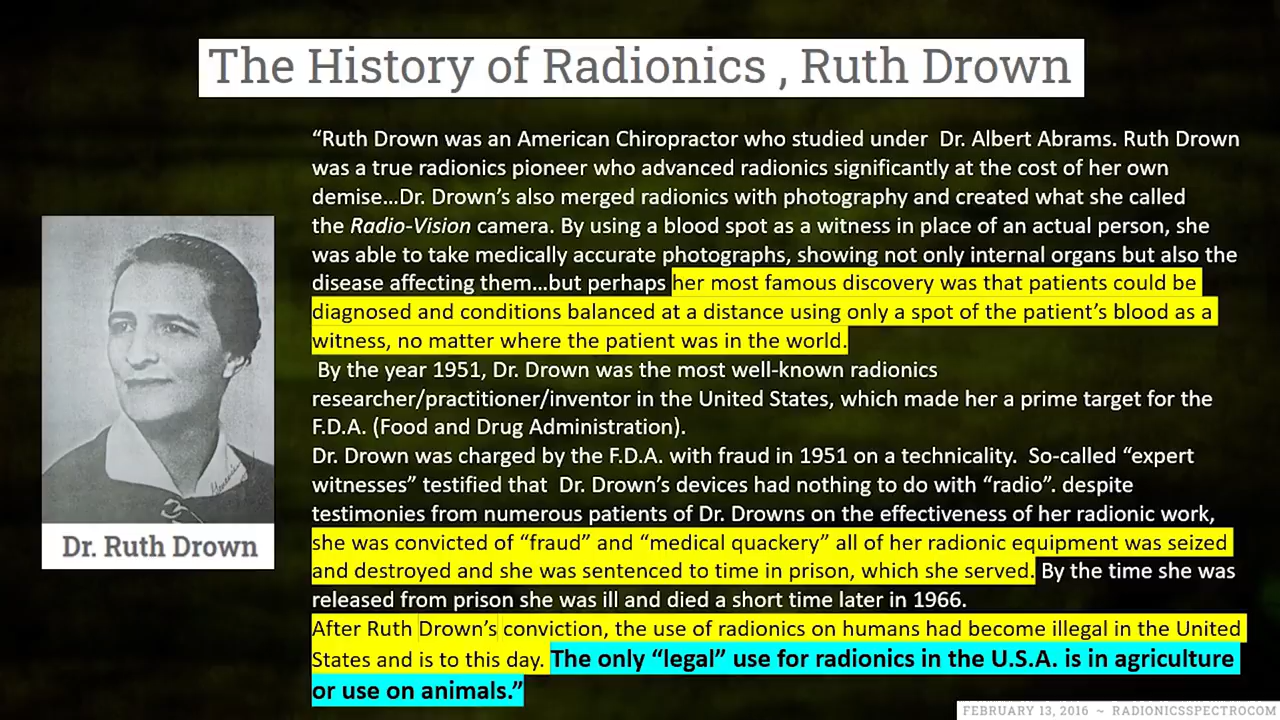 The History of Radionics , Ruth Drown
“Ruth Drown was an American Chiropractor who studied under Dr. Albert Abrams. Ruth Drown
was a true radionics pioneer who advanced radionics significantly at the cost of her own
demise…Dr. Drown’s also merged radionics with photography and created what she called
the Radio-Vision camera. By using a blood spot as a witness in place of an actual person, she
was able to take medically accurate photographs, showing not only internal organs but also the
disease affecting them…but perhaps her most famous discovery was that patients could be
diagnosed and conditions balanced at a distance using only a spot of the patient’s blood as a
witness, no matter where the patient was in the world.
By the year 1951, Dr. Drown was the most well-known radionics
researcher/practitioner/inventor in the United States, which made her a prime target for the
F.D.A. (Food and Drug Administration).
Dr. Drown was charged by the F.D.A. with fraud in 1951 on a technicality. So-called “expert
witnesses” testified that Dr. Drown’s devices had nothing to do with “radio”. despite
testimonies from numerous patients of Dr. Drowns on the effectiveness of her radionic work,
she was convicted of “fraud” and “medical quackery” all of her radionic equipment was seized
and destroyed and she was sentenced to time in prison, which she served. By the time she was
released from prison she was ill and died a short time later in 1966.
After Ruth Drown’s conviction, the use of radionics on humans had become illegal in the United
States and is to this day. The only “legal” use for radionics in the U.S.A. is in agriculture
or use on animals.”
Dr. Ruth Drown
FEBRUARY 13, 2016 ~ RADIONICSSPECTROCOM